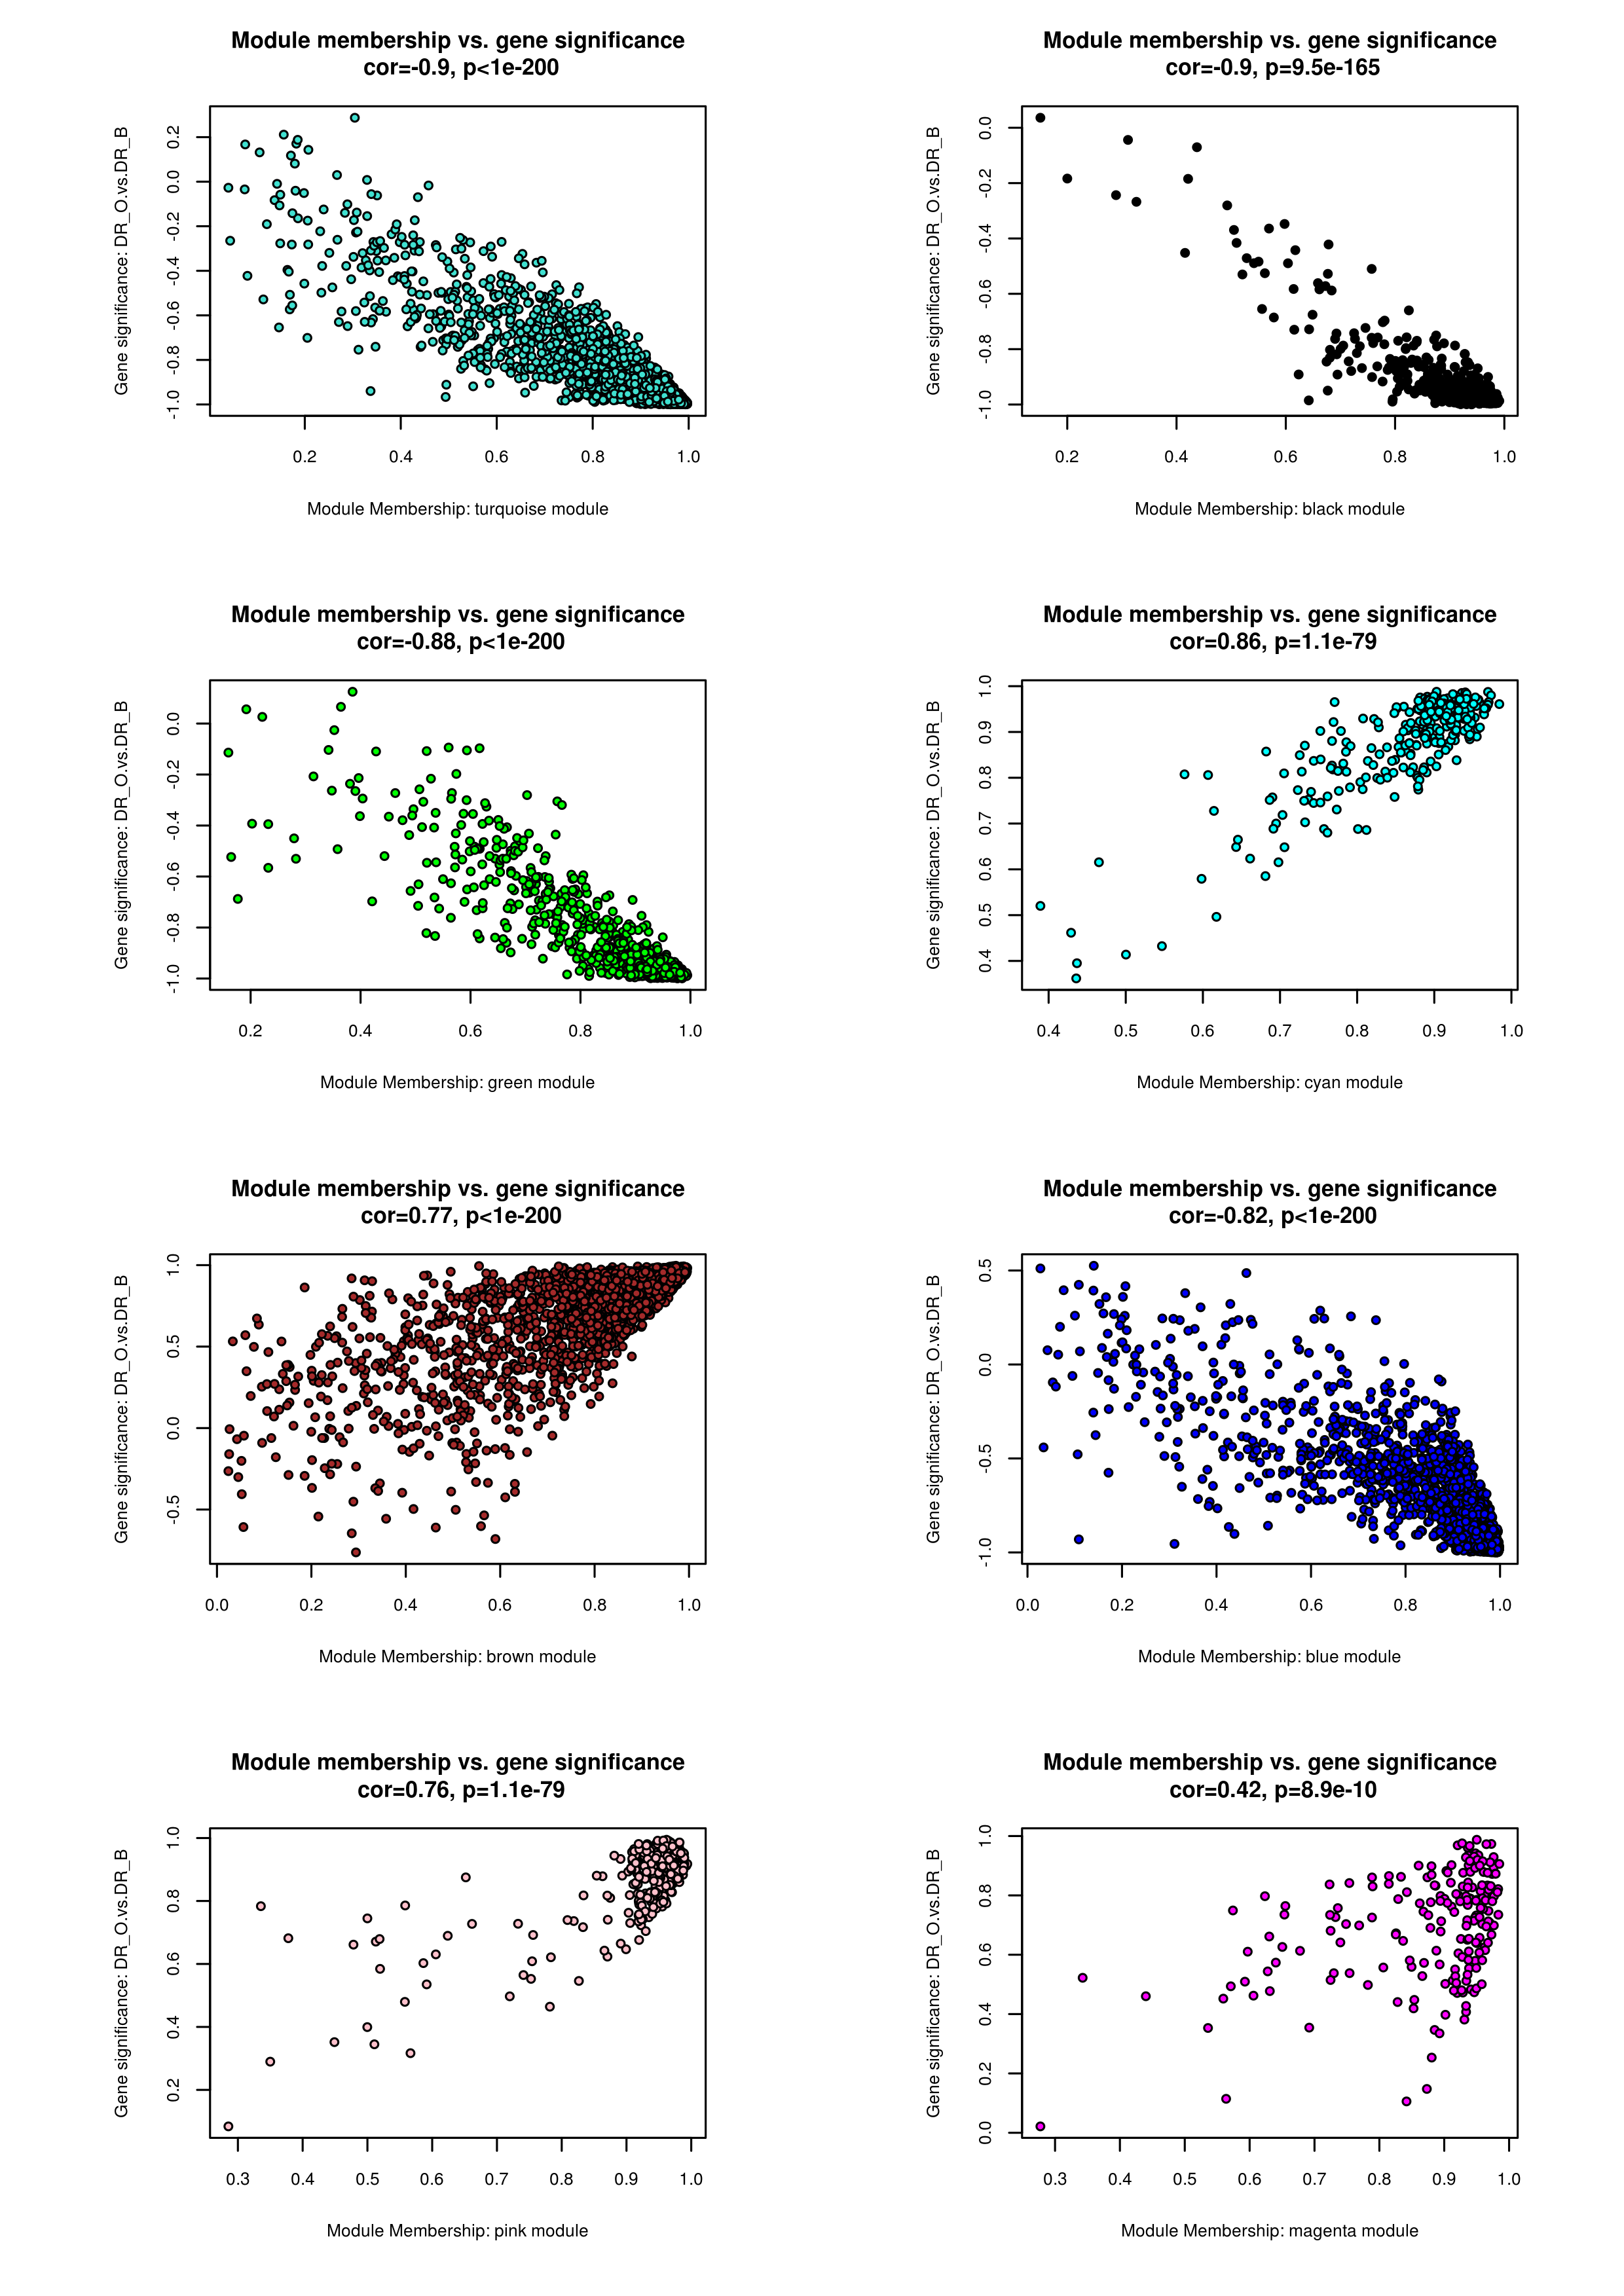 Module membership vs. gene significance
cor=-0.9, p<1e-200
Gene significance: DR_O.vs.DR_B
0.2
0.0
-0.2
-0.4
-0.6
-0.8
-1.0
0.2 0.4 0.6 0.8 1.0
Module Membership: turquoise module
Module membership vs. gene significance
cor=-0.9, p=9.5e-165
Gene significance: DR_O.vs.DR_B
0.0
-0.2
-0.4
-0.6
-0.8
-1.0
0.2 0.4 0.6 0.8 1.0
Module Membership: black module
Module membership vs. gene significance
cor=-0.88, p<1e-200
Gene significance: DR_O.vs.DR_B
0.0
-0.2
-0.4
-0.6
-0.8
-1.0
0.2 0.4 0.6 0.8 1.0
Module Membership: green module
Module membership vs. gene significance
cor=0.86, p=1.1e-79
Gene significance: DR_O.vs.DR_B
1.0
0.9
0.8
0.7
0.6
0.5
0.4
0.4 0.5 0.6 0.7 0.8 0.9 1.0
Module Membership: cyan module
Module membership vs. gene significance
cor=0.77, p<1e-200
Gene significance: DR_O.vs.DR_B
1.0
0.5
0.0
-0.5
0.0 0.2 0.4 0.6 0.8 1.0
Module Membership: brown module
Module membership vs. gene significance
cor=-0.82, p<1e-200
Gene significance: DR_O.vs.DR_B
0.5
0.0
-0.5
-1.0
0.0 0.2 0.4 0.6 0.8 1.0
Module Membership: blue module
Module membership vs. gene significance
cor=0.76, p=1.1e-79
Gene significance: DR_O.vs.DR_B
1.0
0.8
0.6
0.4
0.2
0.3 0.4 0.5 0.6 0.7 0.8 0.9 1.0
Module Membership: pink module
Module membership vs. gene significance
cor=0.42, p=8.9e-10
Gene significance: DR_O.vs.DR_B
1.0
0.8
0.6
0.4
0.2
0.0
0.3 0.4 0.5 0.6 0.7 0.8 0.9 1.0
Module Membership: magenta module